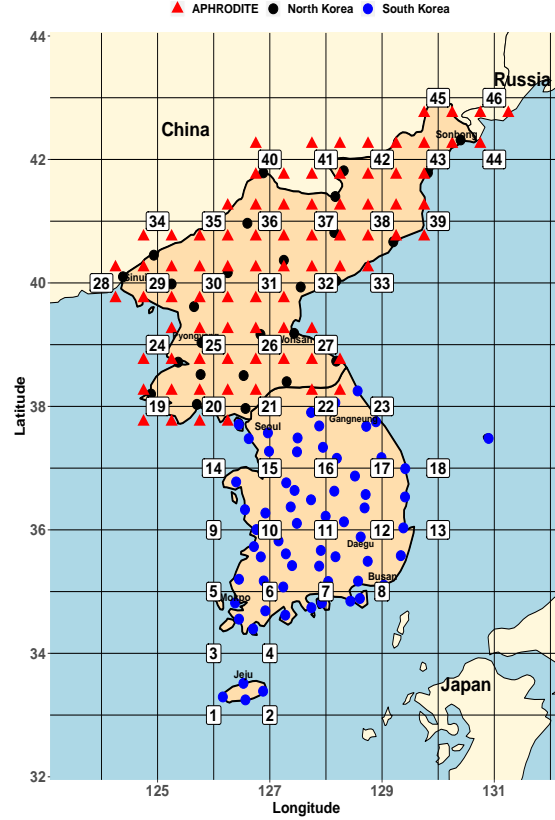 APHRODITE North Korea South Korea
44
Russia
45 46
China
Sonbong
42 40 41 42 43 44
34 35 36 37 38 39
40 28 29 30 31 32 33
24 25 26 27
38 19 20 21 22 23
Gangneung
Seoul
14 15 16 17 18
36 9 10 11 12 13
Daegu
Busan
5 6 7 8
Mokpo
34 3 4
Jeju
Japan
1 2
32
125 127 129 131
Longitude
Latitude